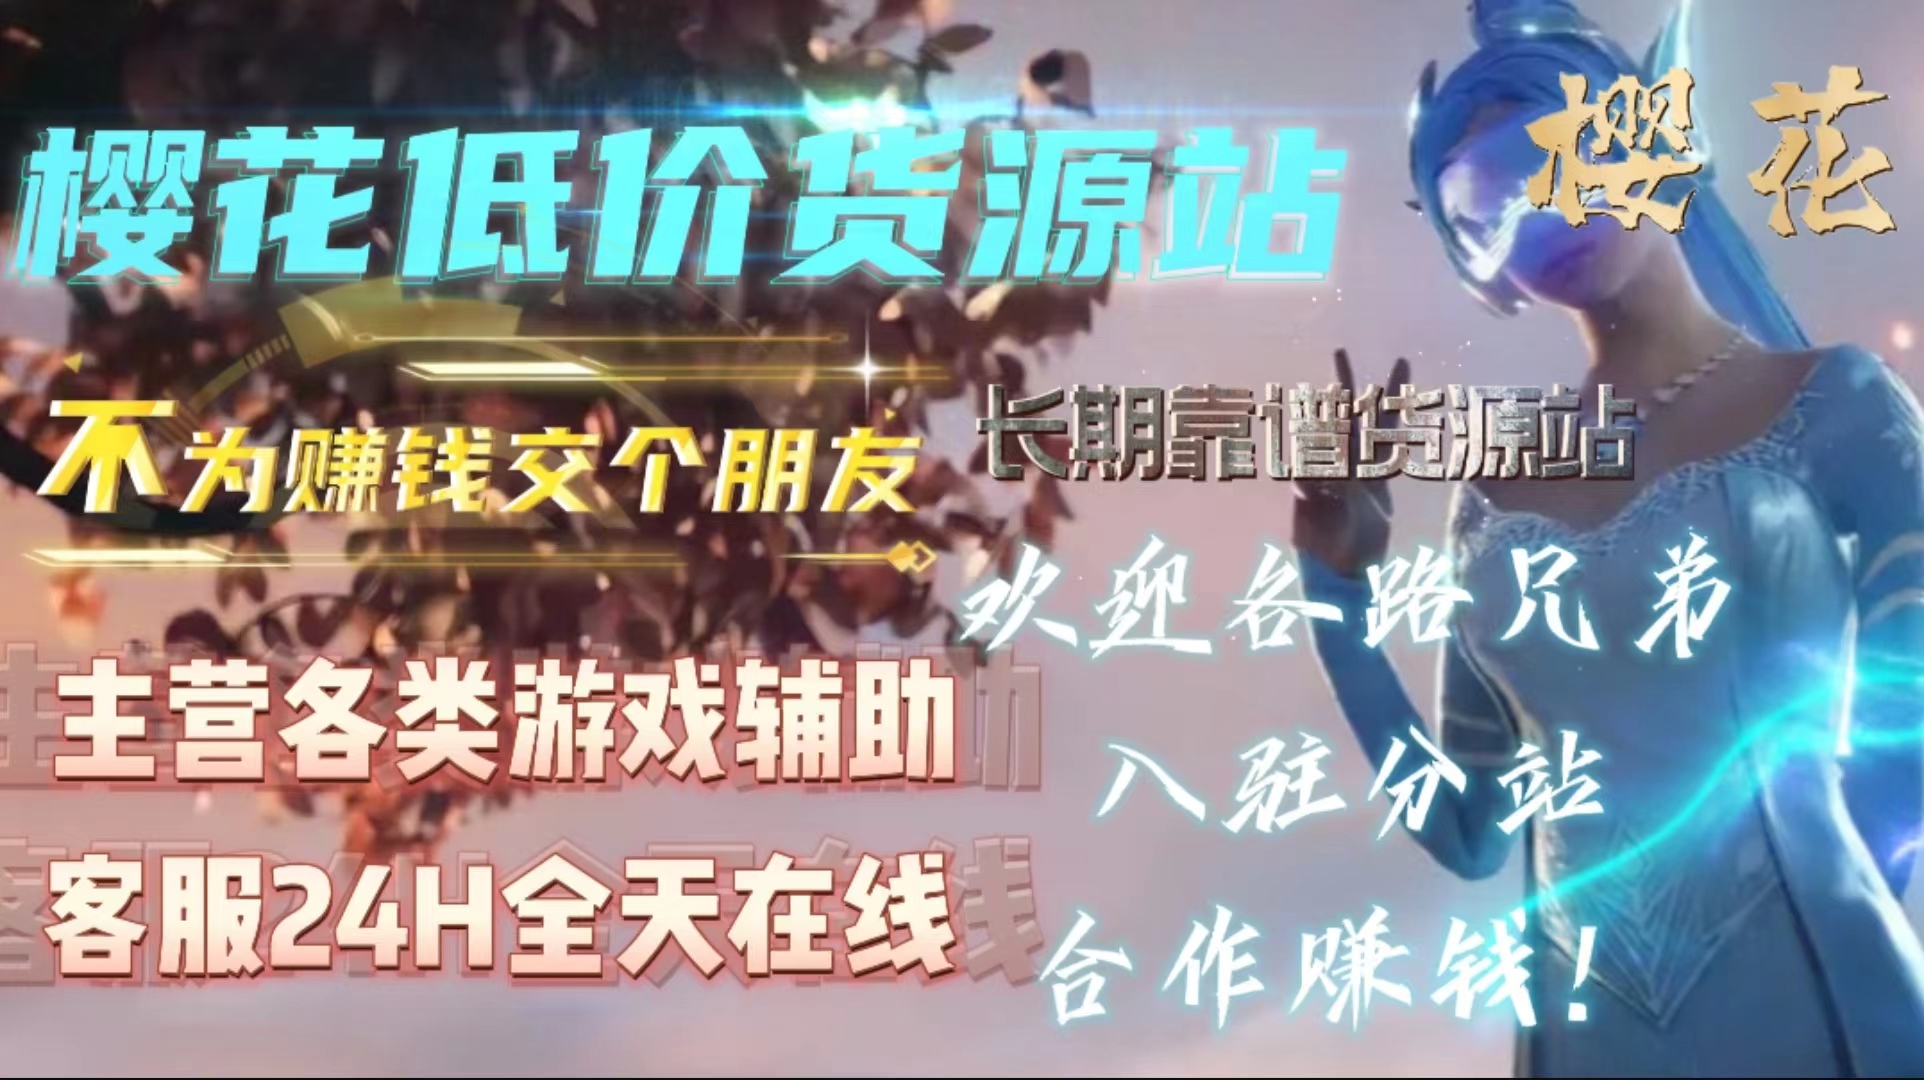 樱花
樱花低价货源站
不为赚钱交个朋友
长期靠谱货源站
欢迎各路兄弟
主营各类游戏辅助
入驻分站
客服24H全天在线
合作赚钱!